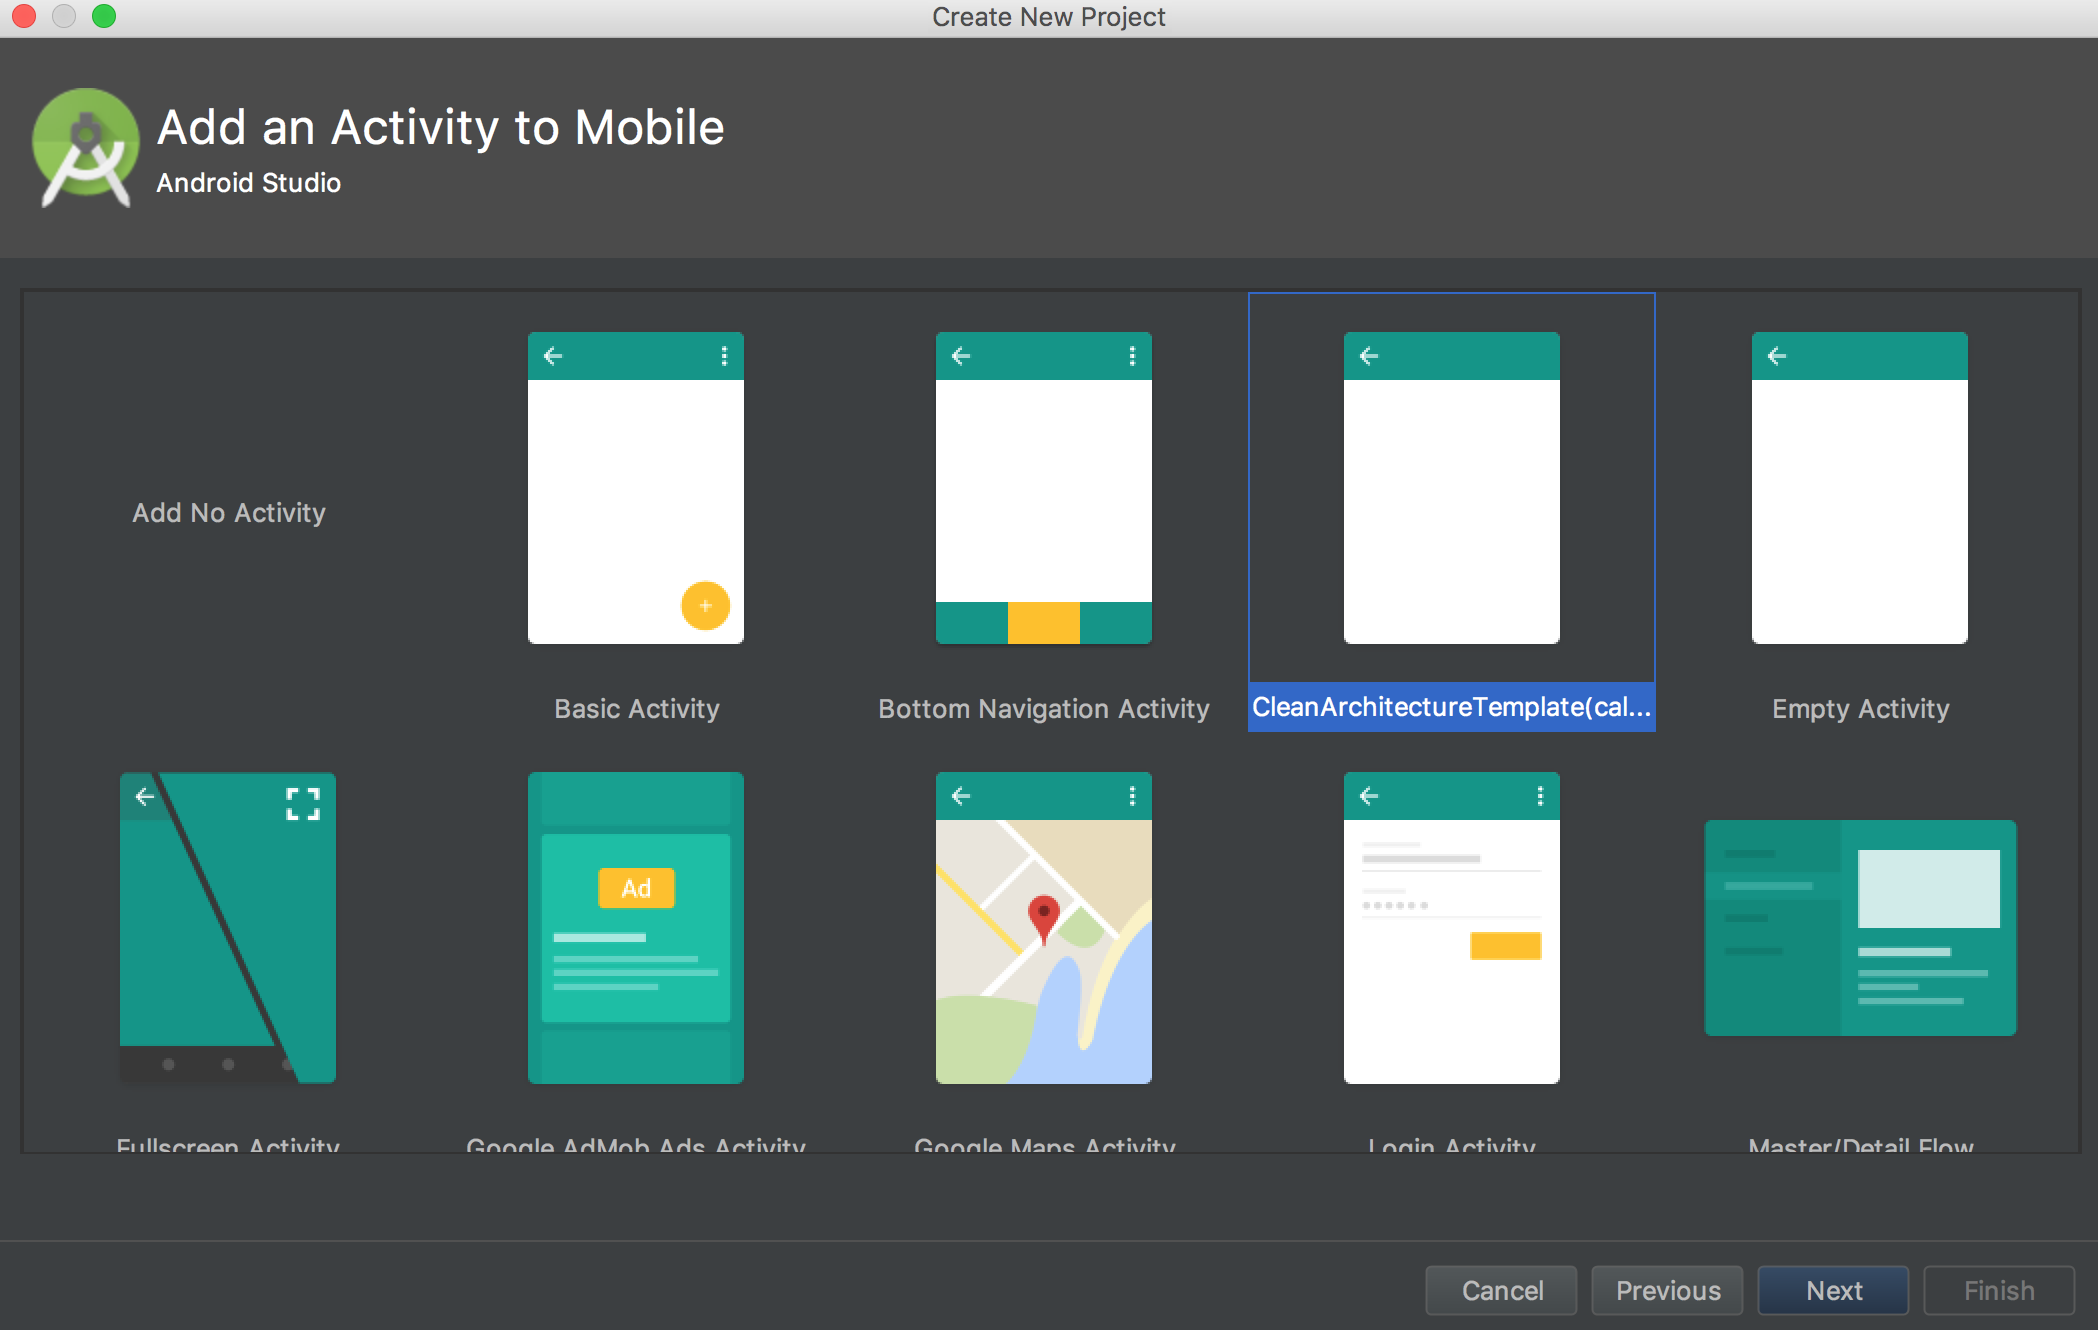 Create New Project
Add an Activity to Mobile
Android Studio
Add No Activity
Basic Activity
Bottom Navigation Activity
CleanArchitectureTemplate(cal...
Empty Activity
Ad
Fullscreen Activity
Google AdMob Ads Activity
Google Maps Activity
Login Activity
Master/Detail Flow
Cancel
Previous
Next
Finish